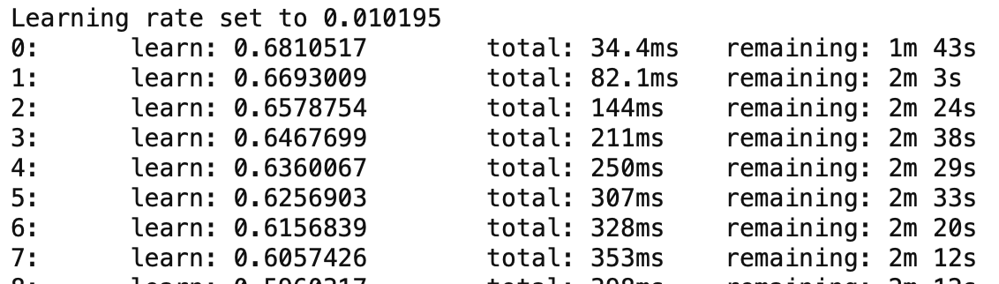 Learning rate set to 0.010195
0: learn: 0.6810517 total: 34.4ms remaining: 1m 43s
1: learn: 0.6693009 total: 82.1ms remaining: 2m 3s
2: learn: 0.6578754 total: 144ms remaining: 2m 24s
3: learn: 0.6467699 total: 211ms remaining: 2m 38s
4: learn: 0.6360067 total: 250ms remaining: 2m 29s
5: learn: 0.6256903 total: 307ms remaining: 2m 33s
6: learn: 0.6156839 total: 328ms remaining: 2m 20s
7: learn: 0.6057426 total: 353ms remaining: 2m 12s